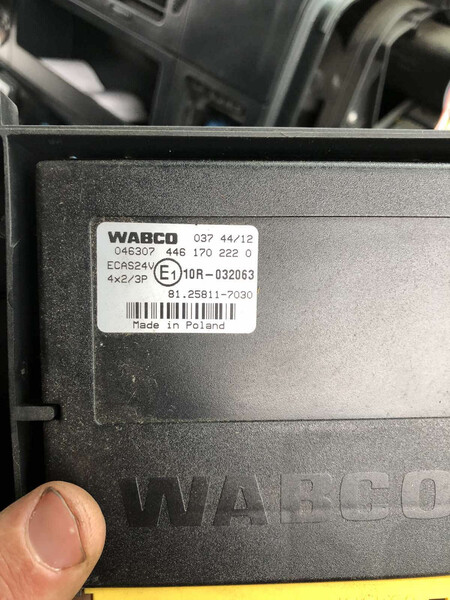 WABCO 037 44/12
046307 446 170 222 0
ECAS24V E1 10R-032063
4x2/3P
81.25811-7030
Made in Poland
WABCO